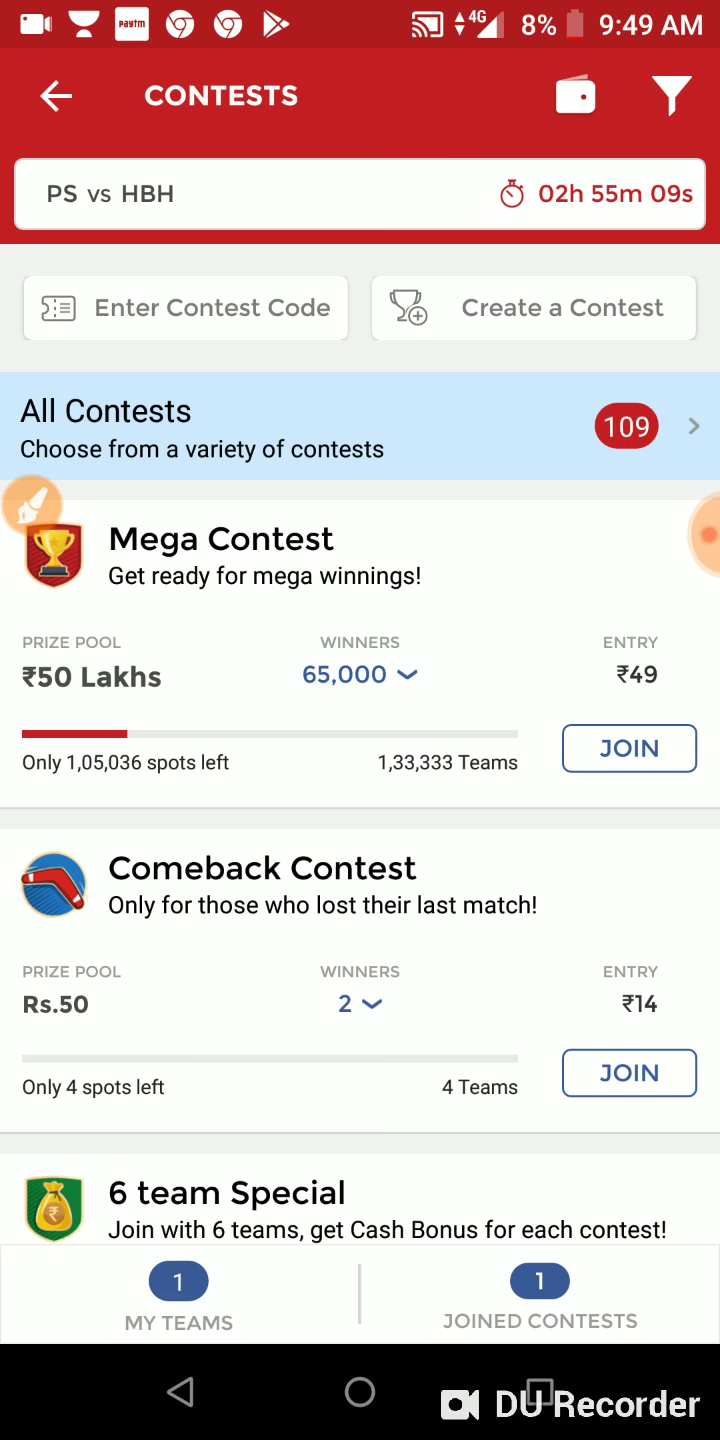 Paytm 4G 8% 9:49 AM
CONTESTS
PS vs HBH 02h 55m 09s
Enter Contest Code Create a Contest
All Contests
109
Choose from a variety of contests
Mega Contest
Get ready for mega winnings!
PRIZE POOL WINNERS ENTRY
₹50 Lakhs 65,000 ₹49
JOIN
Only 1,05,036 spots left 1,33,333 Teams
Comeback Contest
Only for those who lost their last match!
PRIZE POOL WINNERS ENTRY
Rs.50 2 ₹14
JOIN
Only 4 spots left 4 Teams
6 team Special
Join with 6 teams, get Cash Bonus for each contest!
1 1
MY TEAMS JOINED CONTESTS
DU Recorder